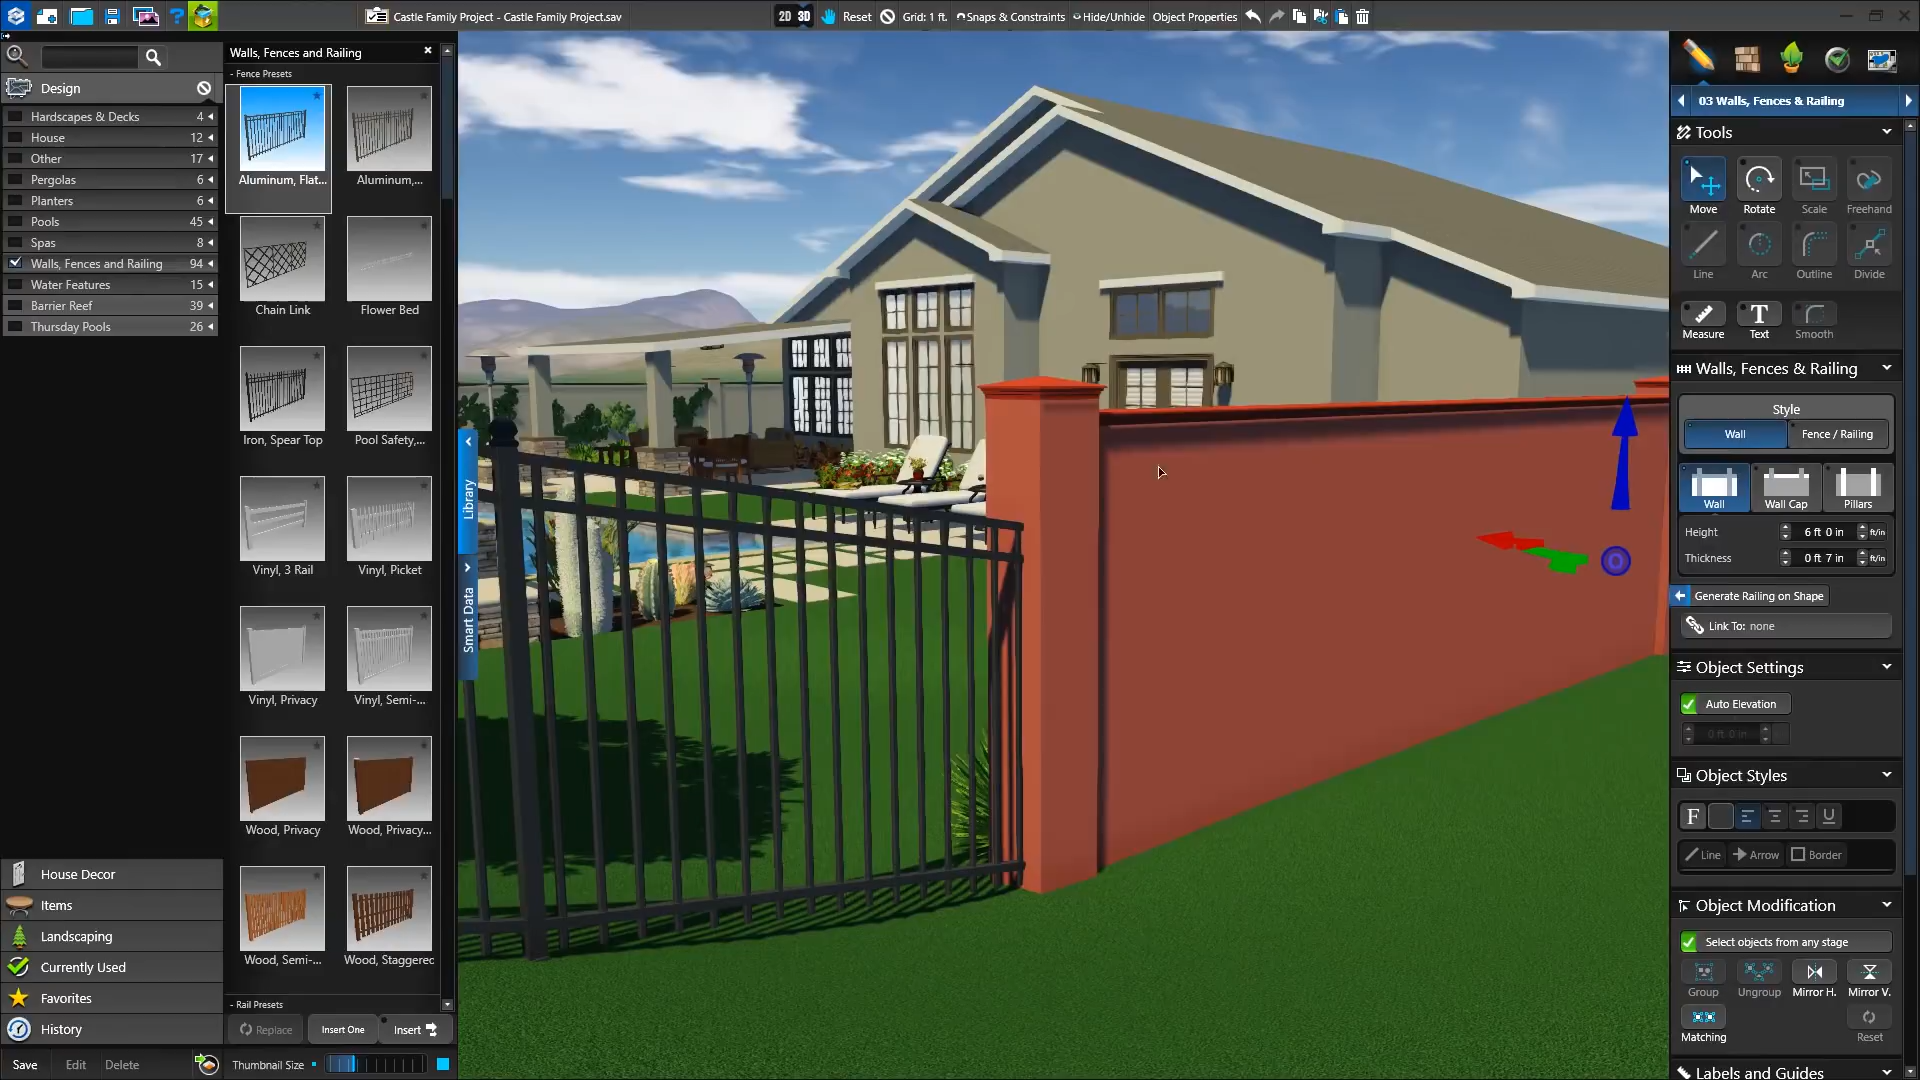 Castle Family Project - Castle Family Project.sav
2D 3D Reset Grid: 1 ft. Snaps & Constraints Hide/Unhide Object Properties
Design
Hardscapes & Decks 4
House 12
Other 17
Pergolas 6
Planters 6
Pools 45
Spas 8
Walls, Fences and Railing 94
Water Features 15
Barrier Reef 39
Thursday Pools 26
House Decor
Items
Landscaping
Currently Used
Favorites
History
Save Edit Delete
Walls, Fences and Railing
- Fence Presets
Aluminum, Flat... Aluminum,...
Chain Link Flower Bed
Iron, Spear Top Pool Safety,...
Vinyl, 3 Rail Vinyl, Picket
Vinyl, Privacy Vinyl, Semi-...
Wood, Privacy Wood, Privacy...
Wood, Semi-... Wood, Staggered
- Rail Presets
Replace Insert One Insert
Thumbnail Size
Library
Smart Data
03 Walls, Fences & Railing
Tools
Move Rotate Scale Freehand
Line Arc Outline Divide
Measure Text Smooth
Walls, Fences & Railing
Style
Wall Fence / Railing
Wall Wall Cap Pillars
Height 6 ft 0 in ft/in
Thickness 0 ft 7 in ft/in
Generate Railing on Shape
Link To: none
Object Settings
Auto Elevation
0 ft 0 in
Object Styles
F U
Line Arrow Border
Object Modification
Select objects from any stage
Group Ungroup Mirror H. Mirror V.
Matching Reset
Labels and Guides